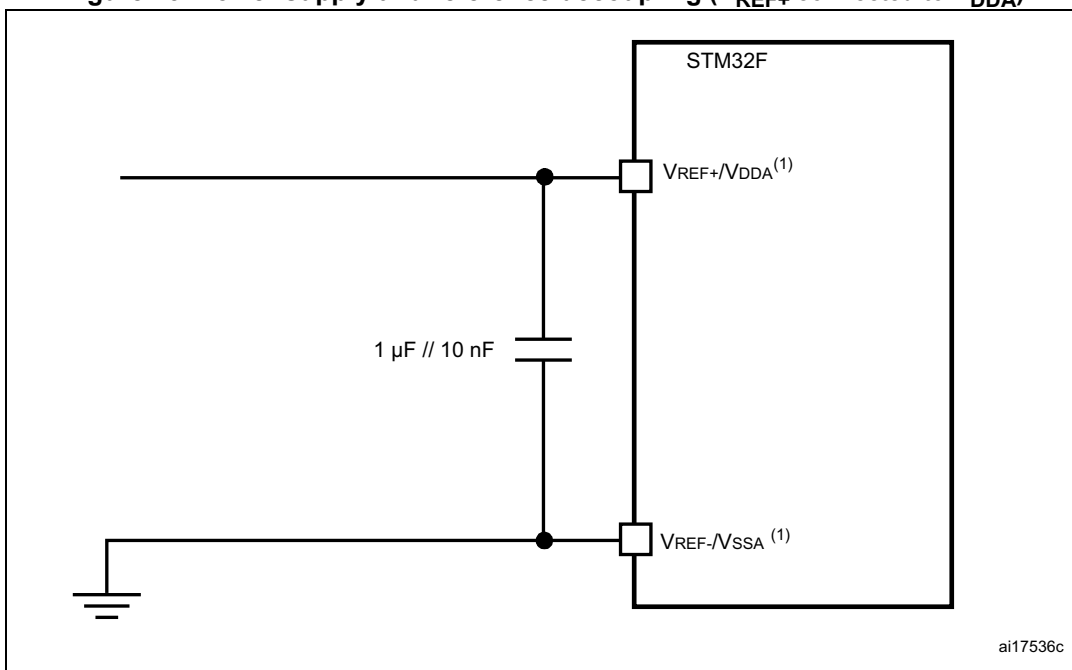 STM32F
VREF+/VDDA(1)
1 µF // 10 nF
VREF-/VSSA (1)
ai17536c